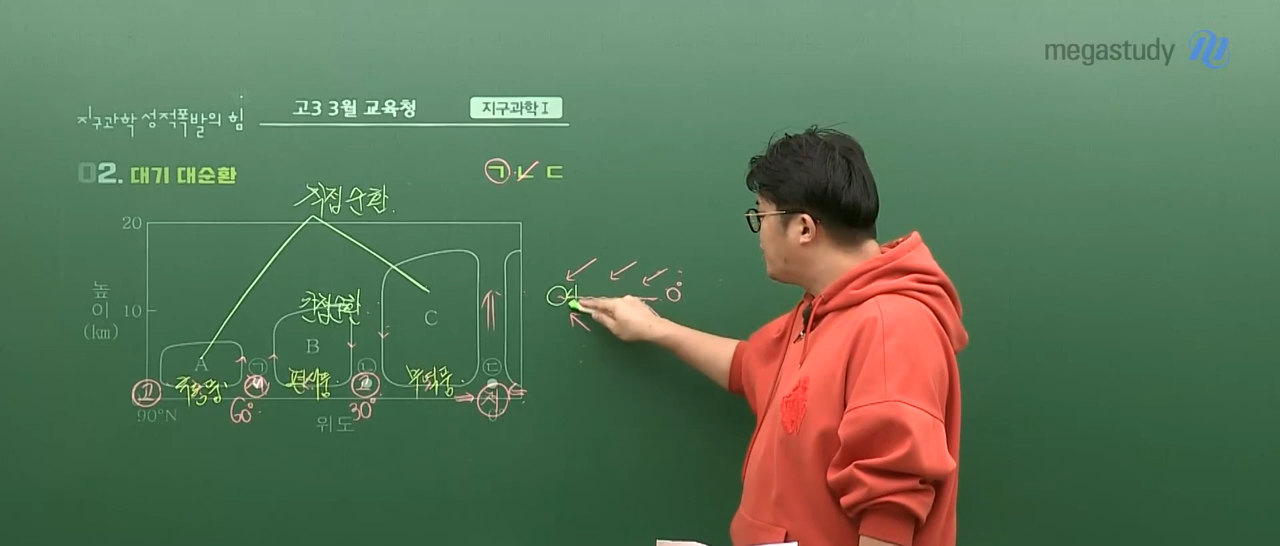 megastudy
지구과학 성적폭발의 힘
고3 3월 교육청
지구과학 I
02. 대기 대순환
ㄱ ㄴ ㄷ
직접순환
20
높이(km)
10
간접순환
A
B
C
ㄱ
ㄴ
ㄷ
극동풍
편서풍
무역풍
고
저
고
저
90°N
60°
30°
위도
0°